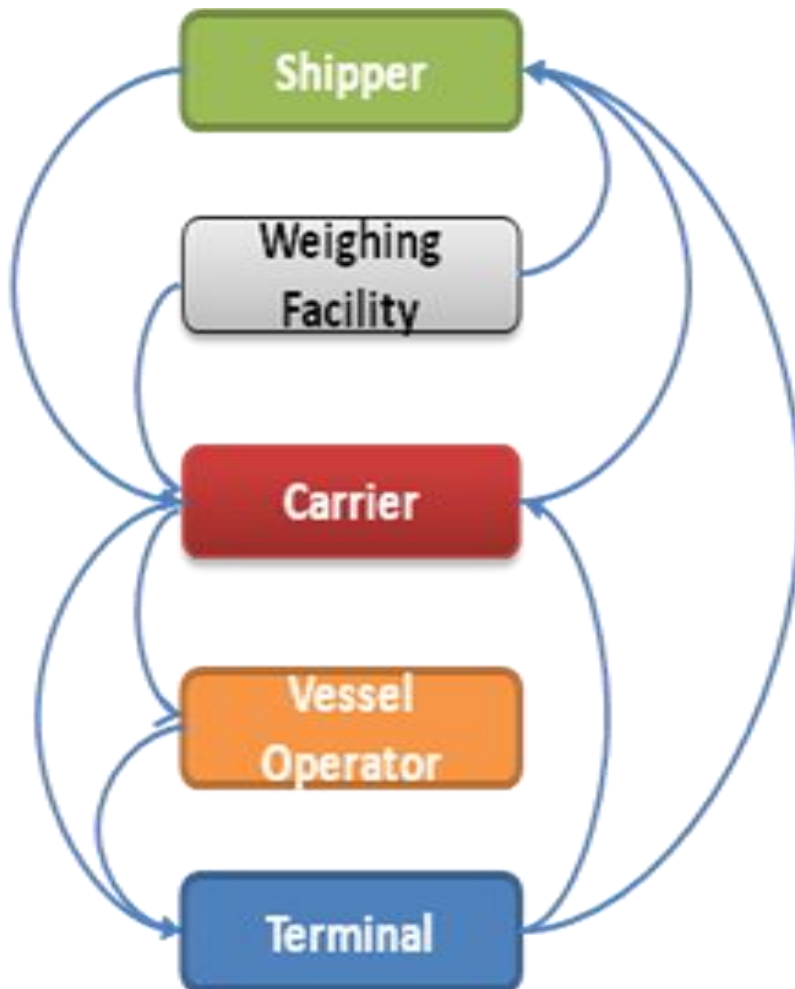 Shipper
Weighing
Facility
Carrier
Vessel
Operator
Terminal